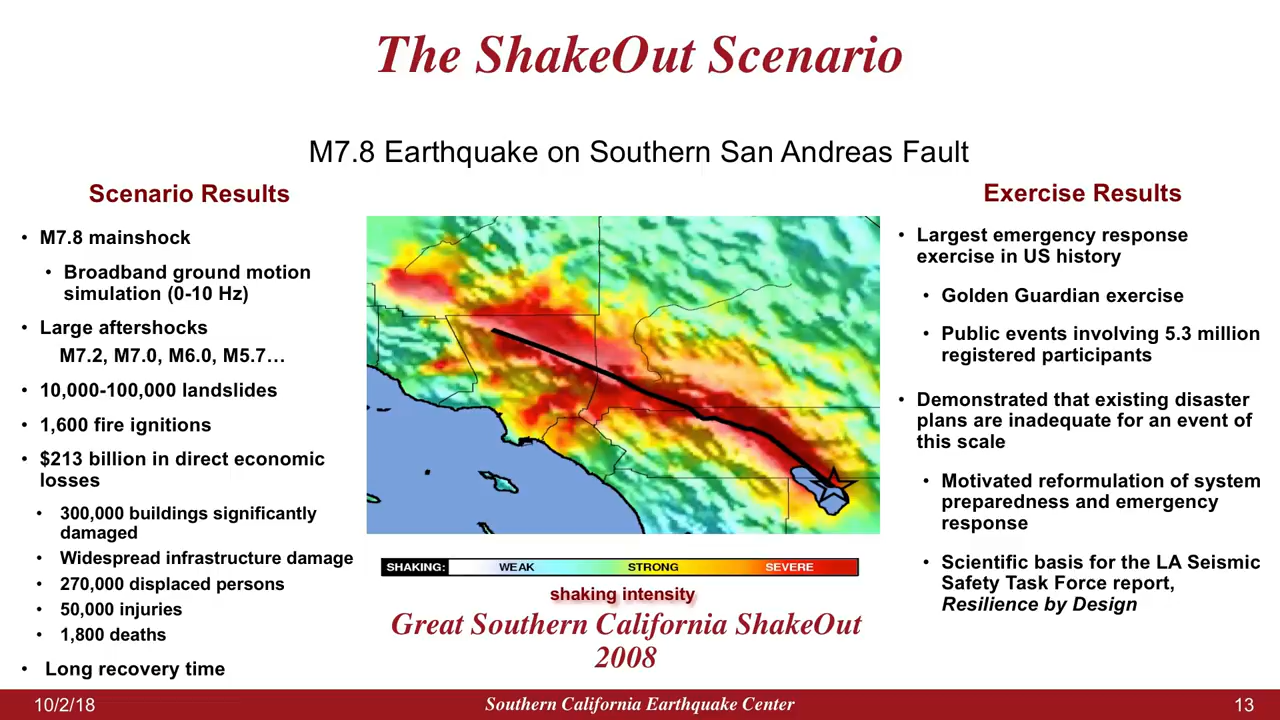 The ShakeOut Scenario
M7.8 Earthquake on Southern San Andreas Fault
Scenario Results
• M7.8 mainshock
• Broadband ground motion
simulation (0-10 Hz)
• Large aftershocks
M7.2, M7.0, M6.0, M5.7…
• 10,000-100,000 landslides
• 1,600 fire ignitions
• $213 billion in direct economic
losses
• 300,000 buildings significantly
damaged
• Widespread infrastructure damage
• 270,000 displaced persons
• 50,000 injuries
• 1,800 deaths
• Long recovery time
SHAKING: WEAK STRONG SEVERE
shaking intensity
Great Southern California ShakeOut
2008
Exercise Results
• Largest emergency response
exercise in US history
• Golden Guardian exercise
• Public events involving 5.3 million
registered participants
• Demonstrated that existing disaster
plans are inadequate for an event of
this scale
• Motivated reformulation of system
preparedness and emergency
response
• Scientific basis for the LA Seismic
Safety Task Force report,
Resilience by Design
10/2/18
Southern California Earthquake Center
13